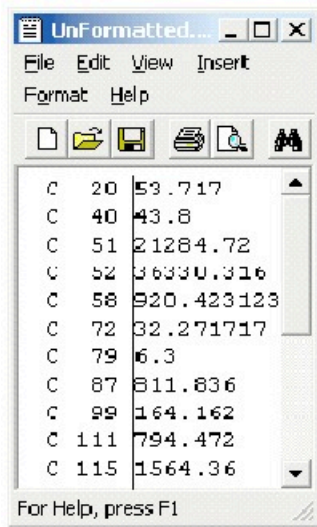 UnFormatted....
File Edit View Insert
Format Help
C 20 53.717
C 40 43.8
C 51 21284.72
C 52 36330.316
C 58 920.423123
C 72 32.271717
C 79 6.3
C 87 811.836
C 99 164.162
C 111 794.472
C 115 1564.36
For Help, press F1